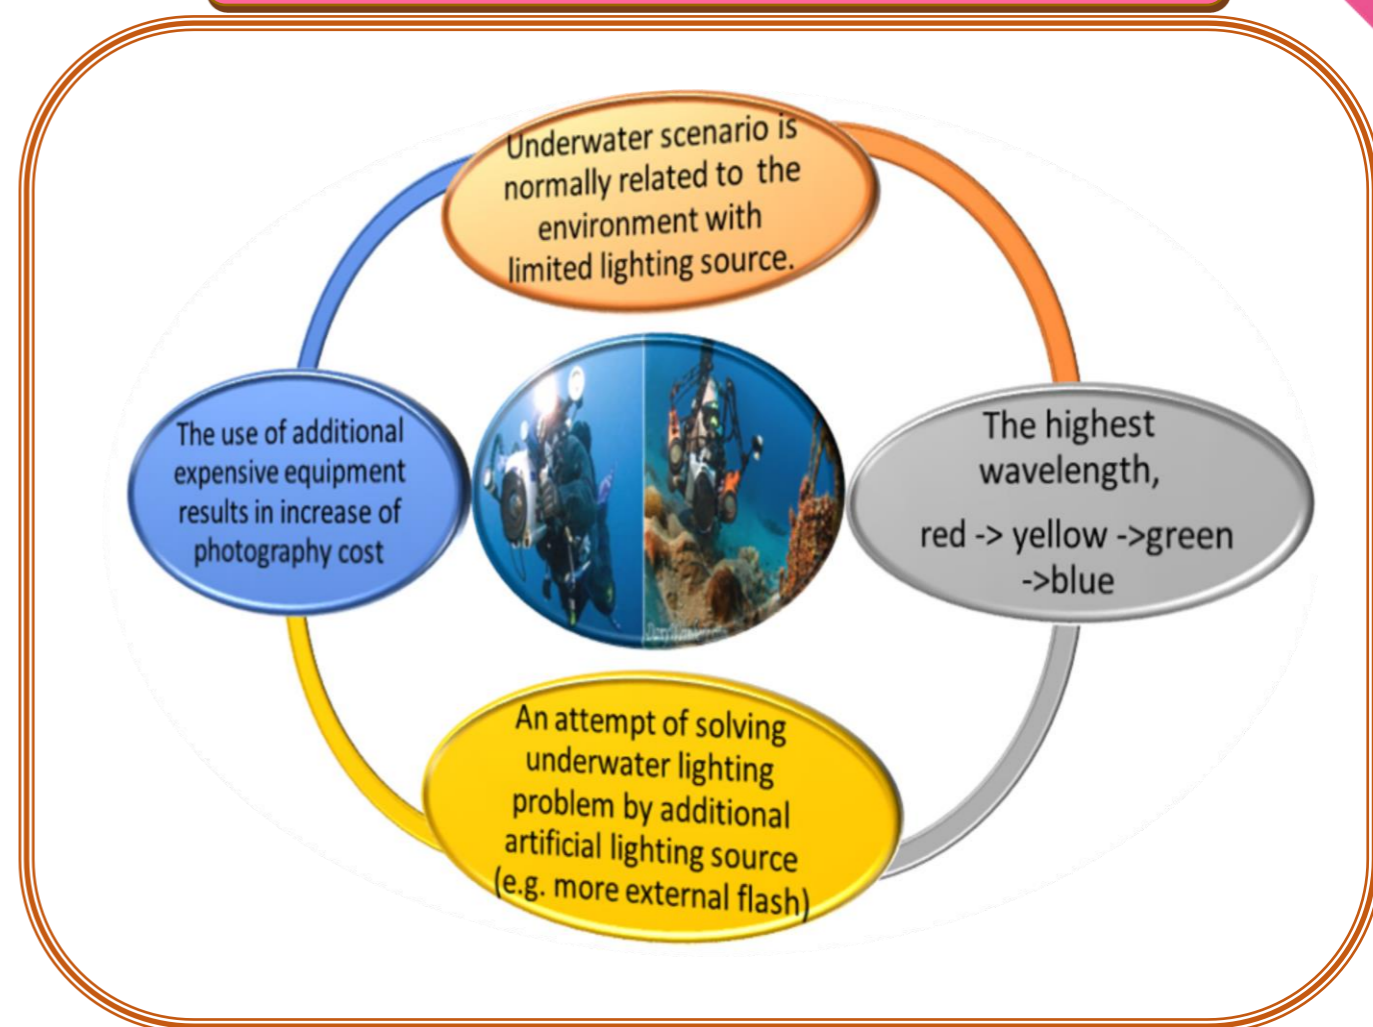 Underwater scenario is
normally related to the
environment with
limited lighting source.
The highest
wavelength,
red -> yellow ->green
->blue
An attempt of solving
underwater lighting
problem by additional
artificial lighting source
(e.g. more external flash)
The use of additional
expensive equipment
results in increase of
photography cost